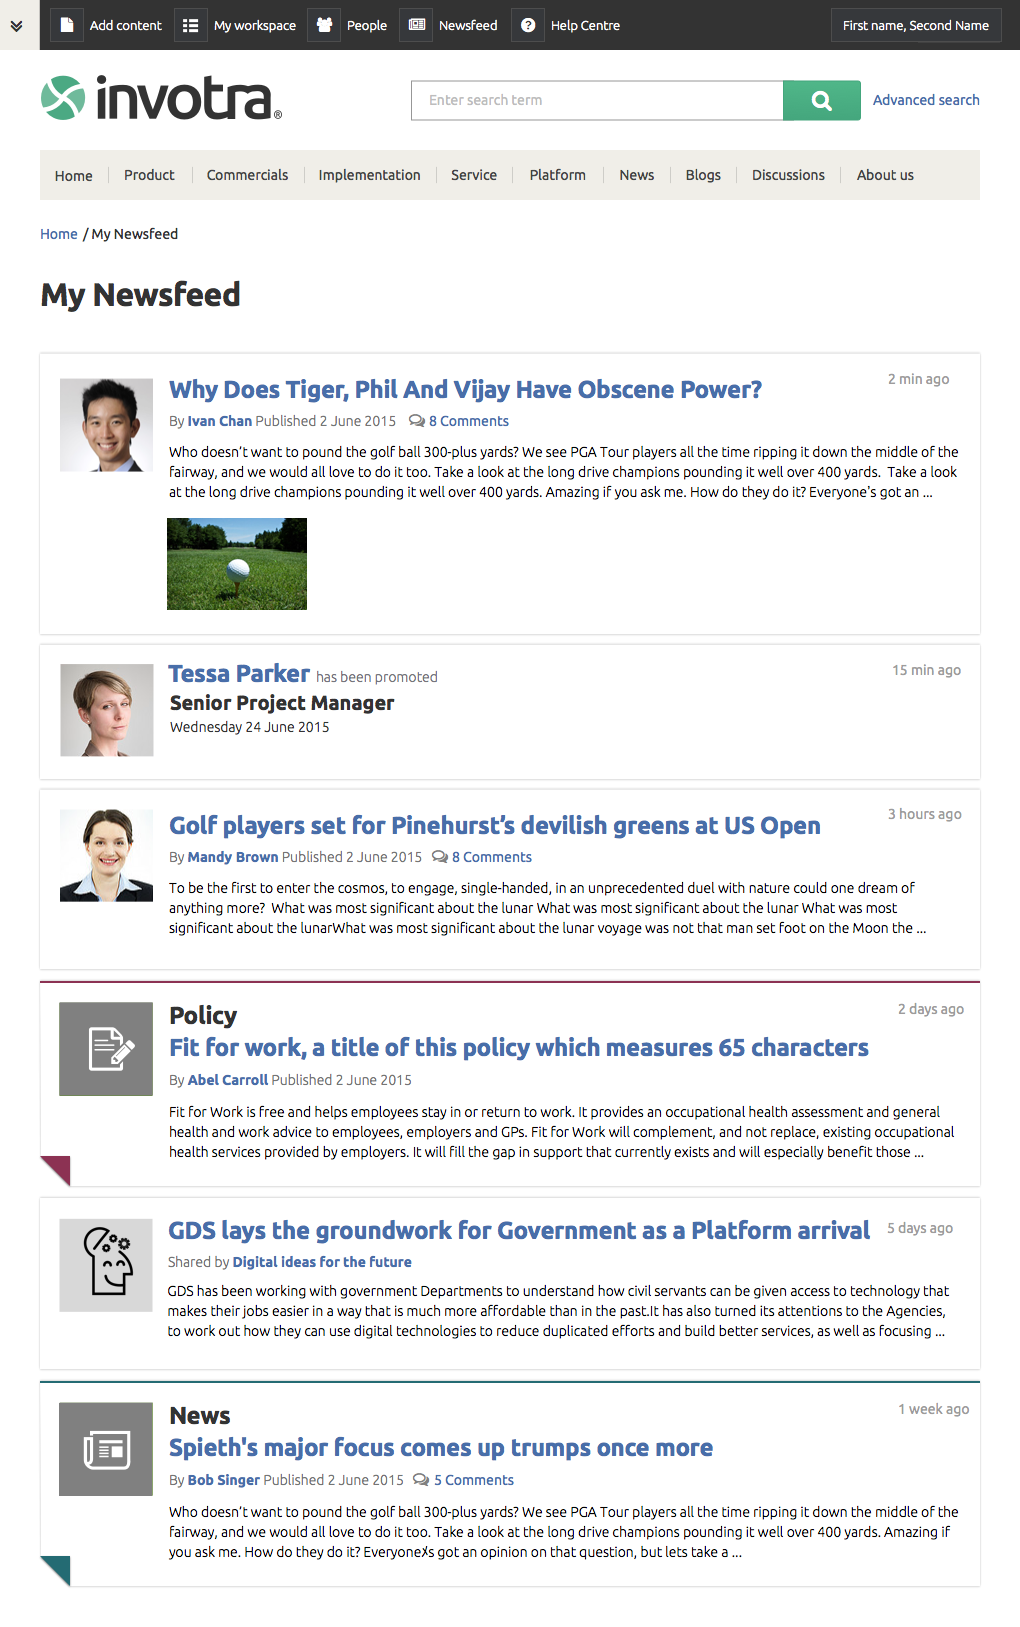 Add content My workspace People Newsfeed Help Centre First name, Second Name
invotra®
Enter search term
Advanced search
Home Product Commercials Implementation Service Platform News Blogs Discussions About us
Home / My Newsfeed
My Newsfeed
Why Does Tiger, Phil And Vijay Have Obscene Power?
2 min ago
By Ivan Chan Published 2 June 2015 8 Comments
Who doesn't want to pound the golf ball 300-plus yards? We see PGA Tour players all the time ripping it down the middle of the
fairway, and we would all love to do it too. Take a look at the long drive champions pounding it well over 400 yards. Take a look
at the long drive champions pounding it well over 400 yards. Amazing if you ask me. How do they do it? Everyone's got an ...
Tessa Parker has been promoted
15 min ago
Senior Project Manager
Wednesday 24 June 2015
Golf players set for Pinehurst's devilish greens at US Open
3 hours ago
By Mandy Brown Published 2 June 2015 8 Comments
To be the first to enter the cosmos, to engage, single-handed, in an unprecedented duel with nature could one dream of
anything more? What was most significant about the lunar What was most significant about the lunar What was most
significant about the lunarWhat was most significant about the lunar voyage was not that man set foot on the Moon the ...
Policy
2 days ago
Fit for work, a title of this policy which measures 65 characters
By Abel Carroll Published 2 June 2015
Fit for Work is free and helps employees stay in or return to work. It provides an occupational health assessment and general
health and work advice to employees, employers and GPs. Fit for Work will complement, and not replace, existing occupational
health services provided by employers. It will fill the gap in support that currently exists and will especially benefit those ...
GDS lays the groundwork for Government as a Platform arrival
5 days ago
Shared by Digital ideas for the future
GDS has been working with government Departments to understand how civil servants can be given access to technology that
makes their jobs easier in a way that is much more affordable than in the past.It has also turned its attentions to the Agencies,
to work out how they can use digital technologies to reduce duplicated efforts and build better services, as well as focusing ...
News
1 week ago
Spieth's major focus comes up trumps once more
By Bob Singer Published 2 June 2015 5 Comments
Who doesn't want to pound the golf ball 300-plus yards? We see PGA Tour players all the time ripping it down the middle of the
fairway, and we would all love to do it too. Take a look at the long drive champions pounding it well over 400 yards. Amazing if
you ask me. How do they do it? Everyone's got an opinion on that question, but lets take a ...